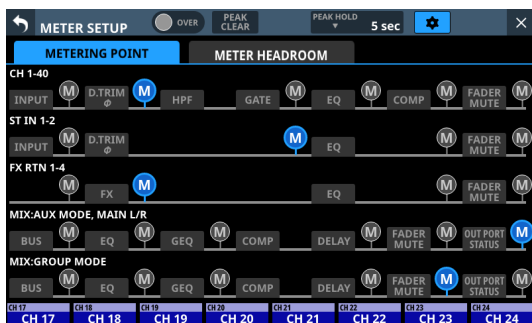 METER SETUP OVER PEAK CLEAR PEAK HOLD ▼ 5 sec ×
METERING POINT METER HEADROOM
CH 1-40
M M M M M M
INPUT D.TRIM Ø HPF GATE EQ COMP FADER MUTE
ST IN 1-2
M M M M
INPUT D.TRIM Ø EQ FADER MUTE
FX RTN 1-4
M M M M
FX EQ FADER MUTE
MIX:AUX MODE, MAIN L/R
M M M M M M
BUS EQ GEQ COMP DELAY FADER MUTE OUT PORT STATUS
MIX:GROUP MODE
M M M M M M
BUS EQ GEQ COMP DELAY FADER MUTE OUT PORT STATUS
CH 17 CH 18 CH 19 CH 20 CH 21 CH 22 CH 23 CH 24
CH 17 CH 18 CH 19 CH 20 CH 21 CH 22 CH 23 CH 24